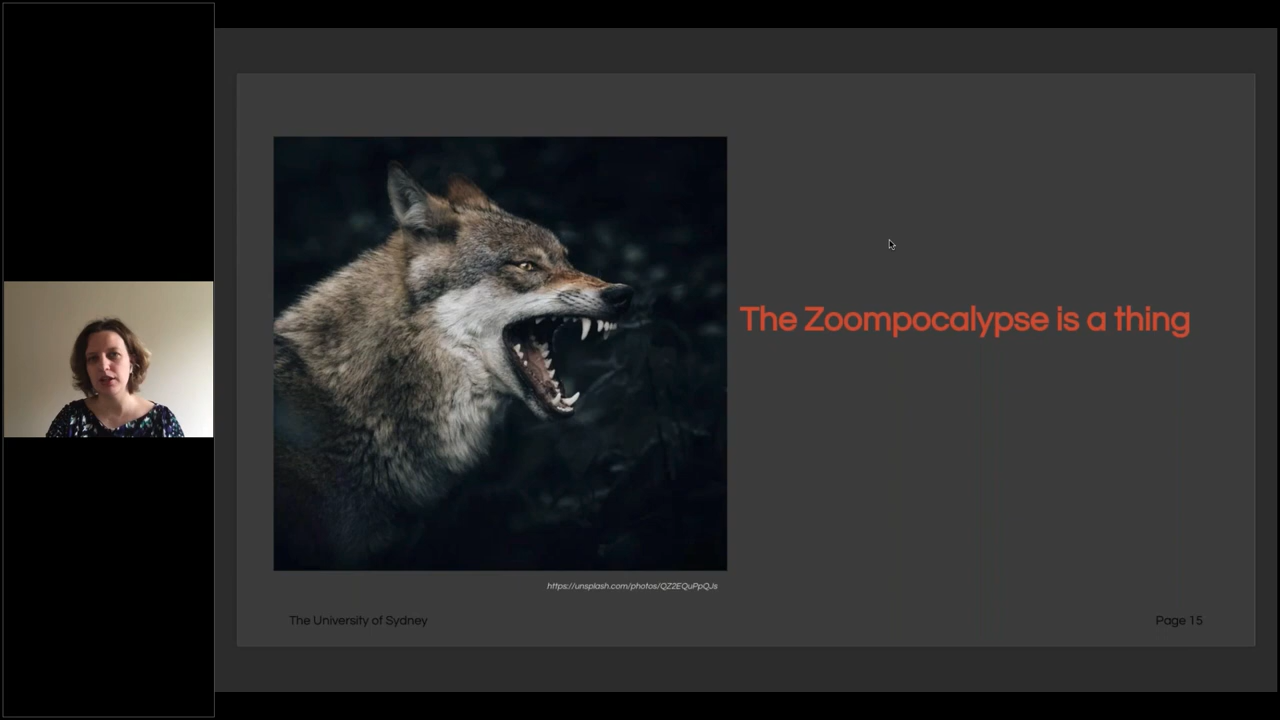 The Zoompocalypse is a thing
https://unsplash.com/photos/QZ2EQuPpQJs
The University of Sydney
Page 15